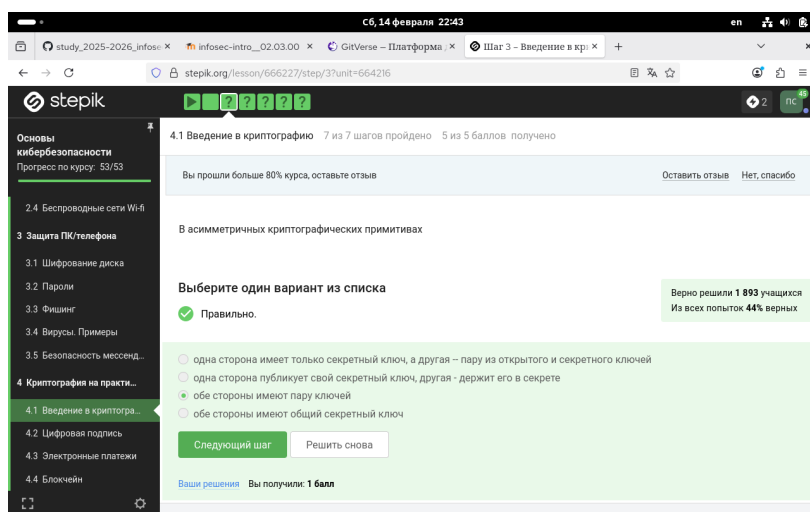 Сб, 14 февраля 22:43
en
study_2025-2026_infose
infosec-intro__02.03.00
GitVerse – Платформа
Шаг 3 – Введение в кри
stepik.org/lesson/666227/step/3?unit=664216
stepik
2
ПС
45
Основы кибербезопасности
Прогресс по курсу: 53/53
2.4 Беспроводные сети Wi-fi
3 Защита ПК/телефона
3.1 Шифрование диска
3.2 Пароли
3.3 Фишинг
3.4 Вирусы. Примеры
3.5 Безопасность мессенд...
4 Криптография на практи...
4.1 Введение в криптогра...
4.2 Цифровая подпись
4.3 Электронные платежи
4.4 Блокчейн
4.1 Введение в криптографию 7 из 7 шагов пройдено 5 из 5 баллов получено
Вы прошли больше 80% курса, оставьте отзыв
Оставить отзыв Нет, спасибо
В асимметричных криптографических примитивах
Выберите один вариант из списка
Правильно.
Верно решили 1 893 учащихся
Из всех попыток 44% верных
одна сторона имеет только секретный ключ, а другая – пару из открытого и секретного ключей
одна сторона публикует свой секретный ключ, другая - держит его в секрете
обе стороны имеют пару ключей
обе стороны имеют общий секретный ключ
Следующий шаг
Решить снова
Ваши решения Вы получили: 1 балл